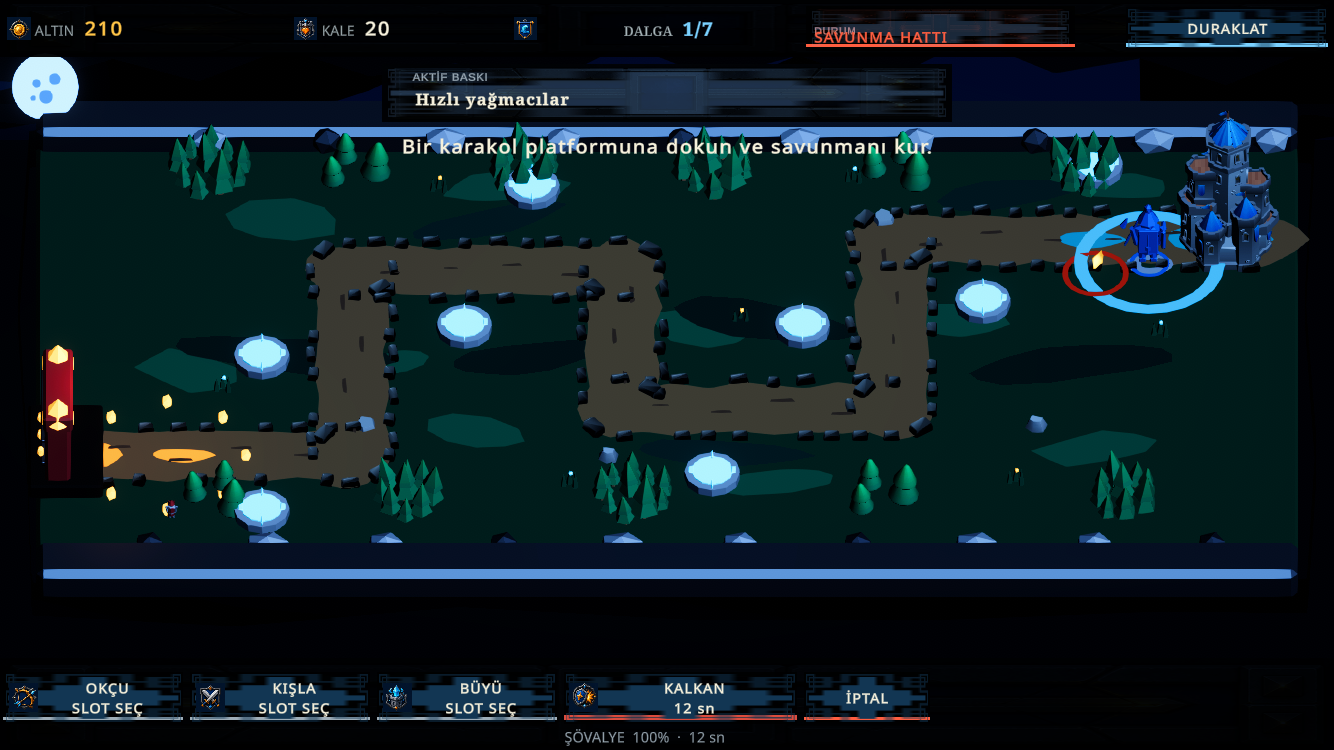 ALTIN 210
KALE 20
DALGA 1/7
DURUM
SAVUNMA HATTI
DURAKLAT
AKTİF BASKI
Hızlı yağmacılar
Bir karakol platformuna dokun ve savunmanı kur.
OKÇU
SLOT SEÇ
KIŞLA
SLOT SEÇ
BÜYÜ
SLOT SEÇ
KALKAN
12 sn
İPTAL
ŞÖVALYE 100% · 12 sn